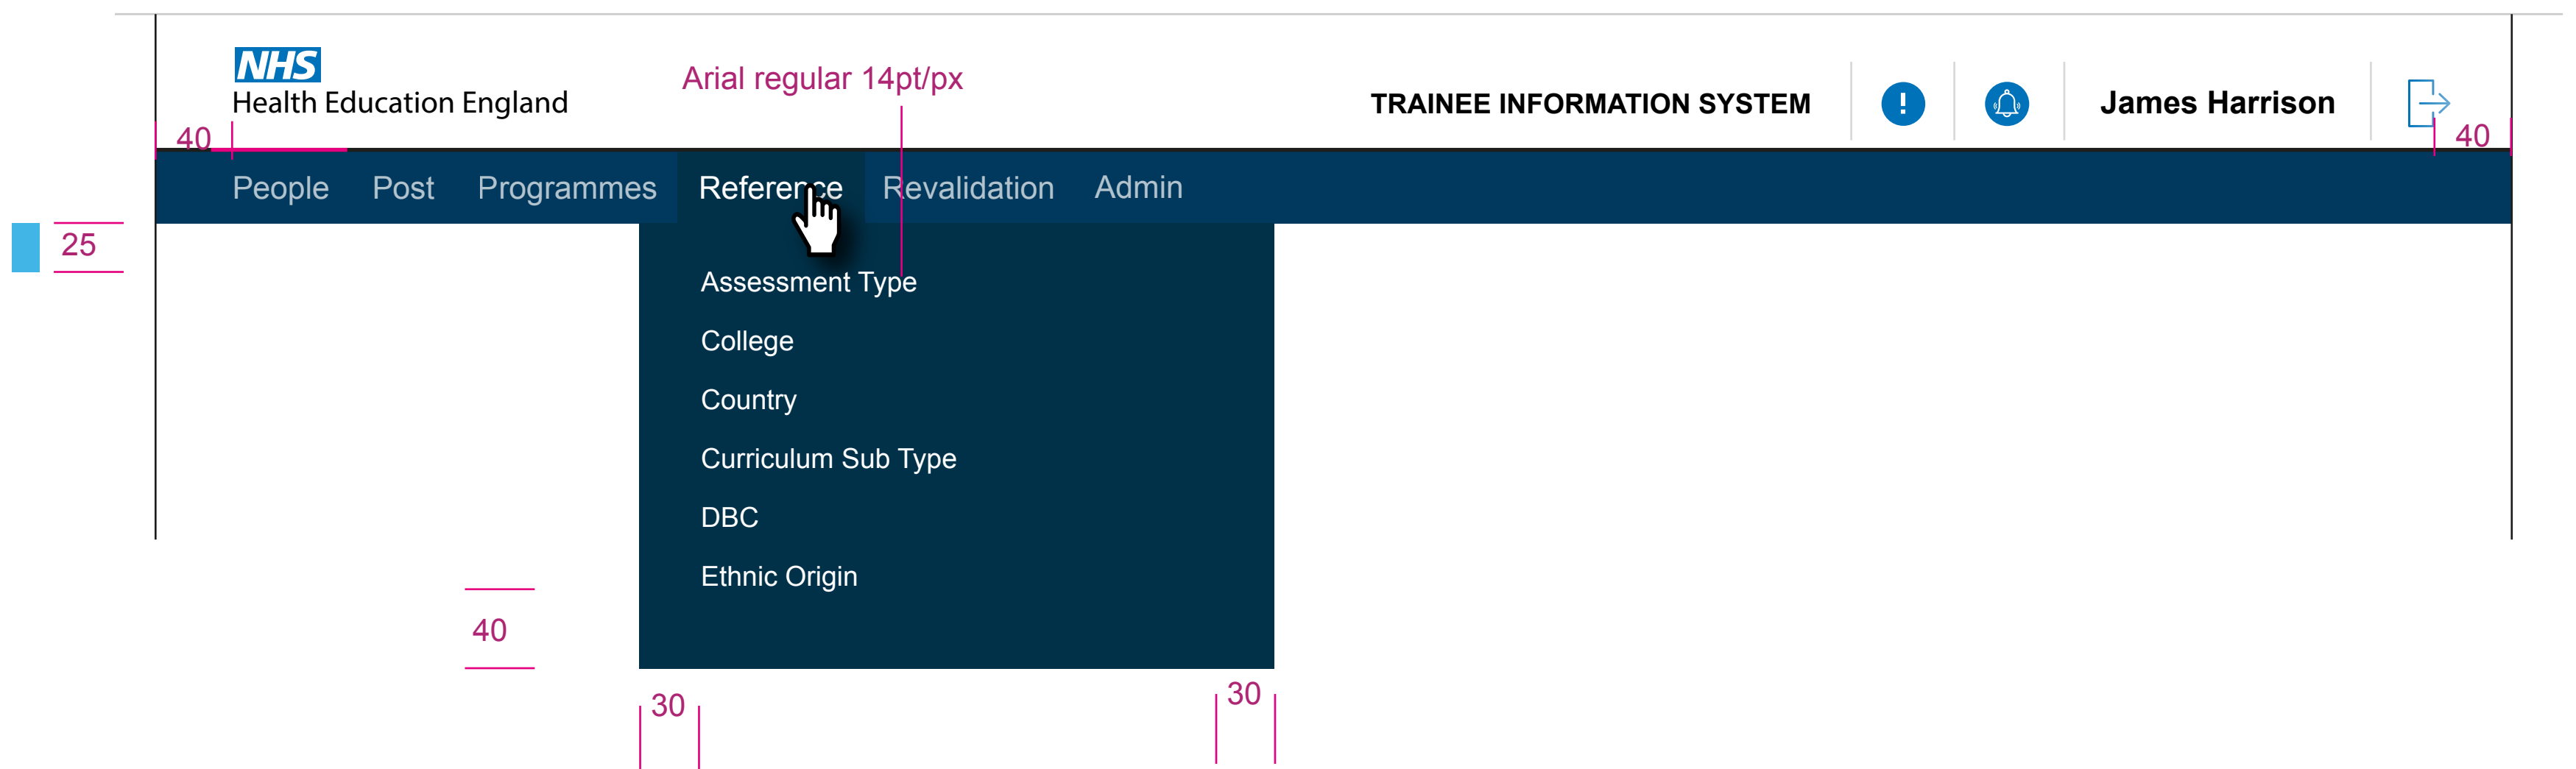 NHS
Health Education England
Arial regular 14pt/px
TRAINEE INFORMATION SYSTEM
!
James Harrison
40
40
People Post Programmes Reference Revalidation Admin
25
Assessment Type
College
Country
Curriculum Sub Type
DBC
Ethnic Origin
40
30
30